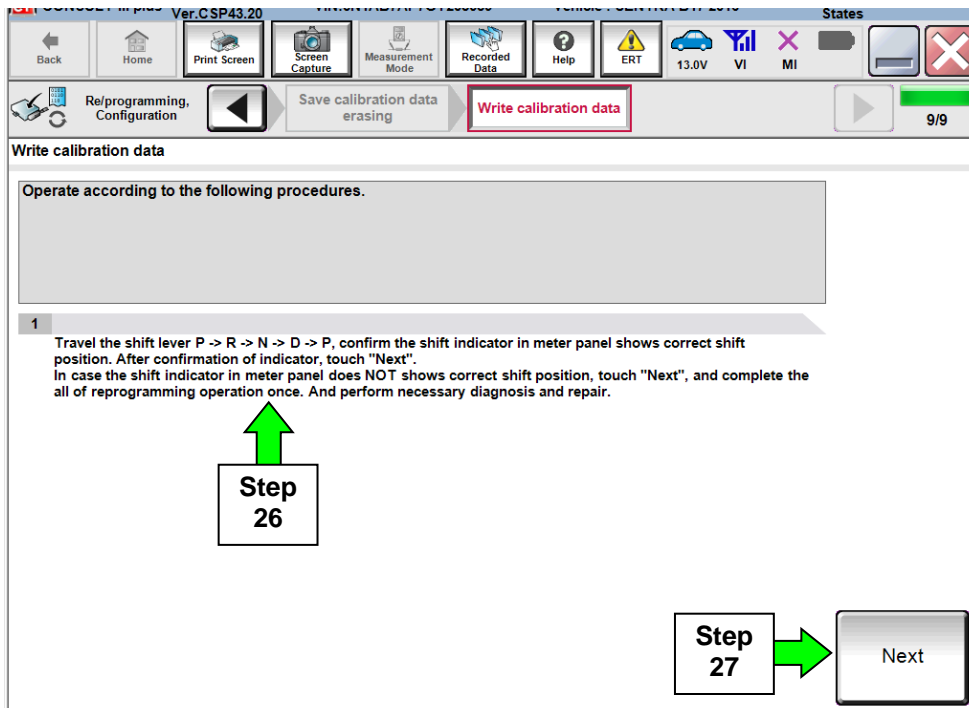 Ver.CSP43.20
States
Back
Home
Print Screen
Screen
Capture
Measurement
Mode
Recorded
Data
Help
ERT
13.0V
VI
MI
Re/programming,
Configuration
Save calibration data
erasing
Write calibration data
9/9
Write calibration data
Operate according to the following procedures.
1
Travel the shift lever P -> R -> N -> D -> P, confirm the shift indicator in meter panel shows correct shift
position. After confirmation of indicator, touch "Next".
In case the shift indicator in meter panel does NOT shows correct shift position, touch "Next", and complete the
all of reprogramming operation once. And perform necessary diagnosis and repair.
Step
26
Step
27
Next